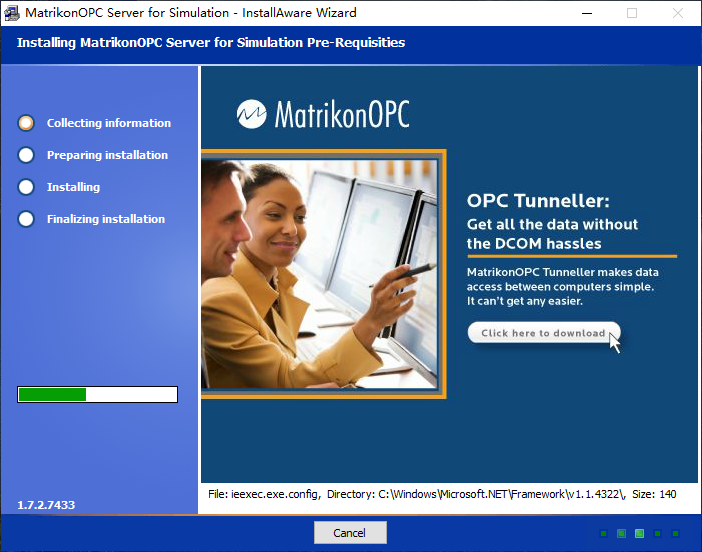 MatrikonOPC Server for Simulation - InstallAware Wizard
Installing MatrikonOPC Server for Simulation Pre-Requisities
Collecting information
Preparing installation
Installing
Finalizing installation
1.7.2.7433
MatrikonOPC
OPC Tunneller:
Get all the data without
the DCOM hassles
MatrikonOPC Tunneller makes data
access between computers simple.
It can't get any easier.
Click here to download
File: ieexec.exe.config, Directory: C:\Windows\Microsoft.NET\Framework\v1.1.4322\, Size: 140
Cancel